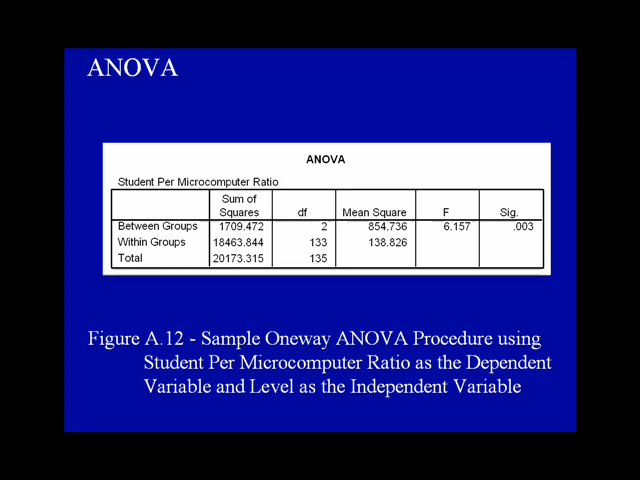 ANOVA
ANOVA
Student Per Microcomputer Ratio
Sum of Squares df Mean Square F Sig.
Between Groups 1709.472 2 854.736 6.157 .003
Within Groups 18463.844 133 138.826
Total 20173.315 135
Figure A.12 - Sample Oneway ANOVA Procedure using
Student Per Microcomputer Ratio as the Dependent
Variable and Level as the Independent Variable